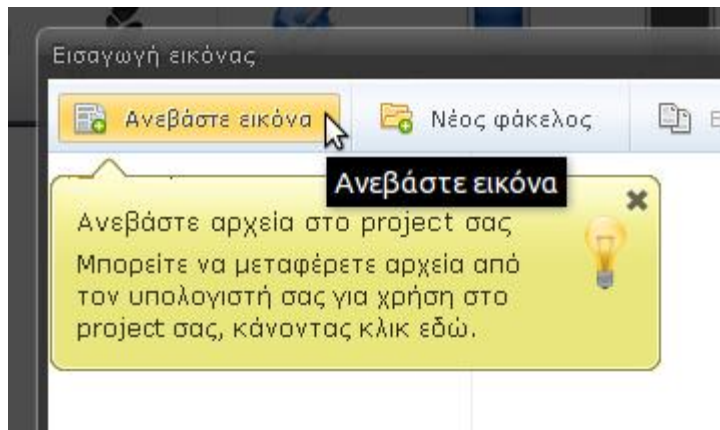 Εισαγωγή εικόνας
Ανεβάστε εικόνα
Νέος φάκελος
Ανεβάστε εικόνα
Ανεβάστε αρχεία στο project σας
Μπορείτε να μεταφέρετε αρχεία από
τον υπολογιστή σας για χρήση στο
project σας, κάνοντας κλικ εδώ.